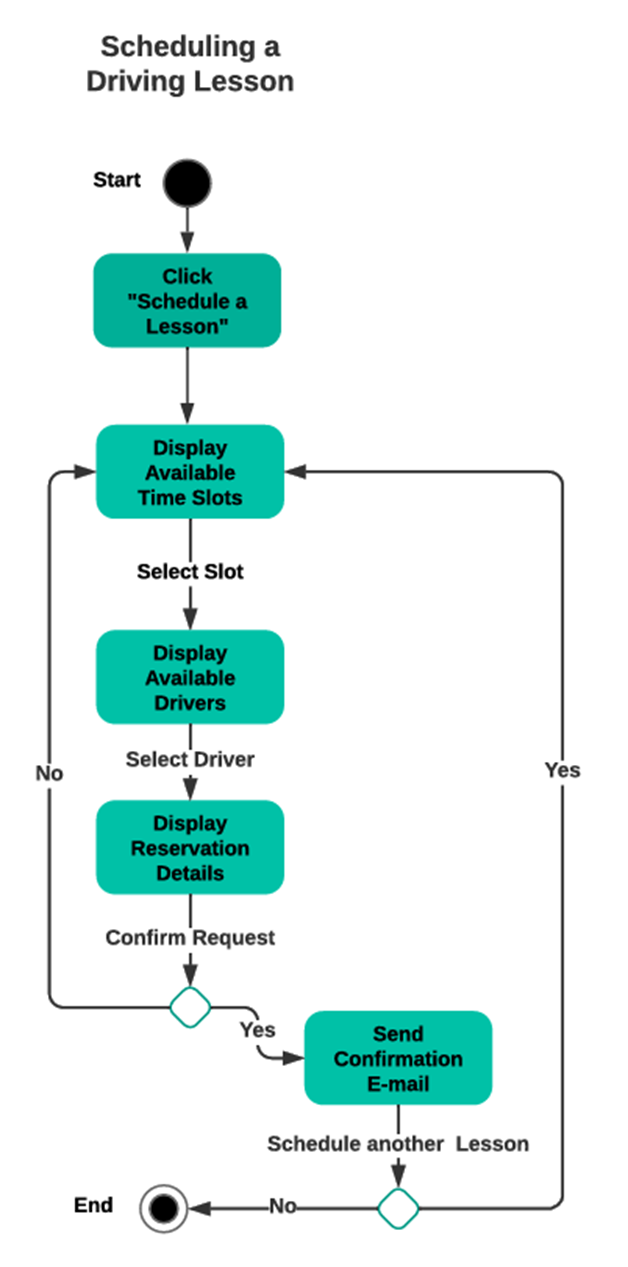 Scheduling a
Driving Lesson
Start
Click
"Schedule a
Lesson"
Display
Available
Time Slots
Select Slot
Display
Available
Drivers
Select Driver
No
Yes
Display
Reservation
Details
Confirm Request
Yes
Send
Confirmation
E-mail
Schedule another  Lesson
End
No